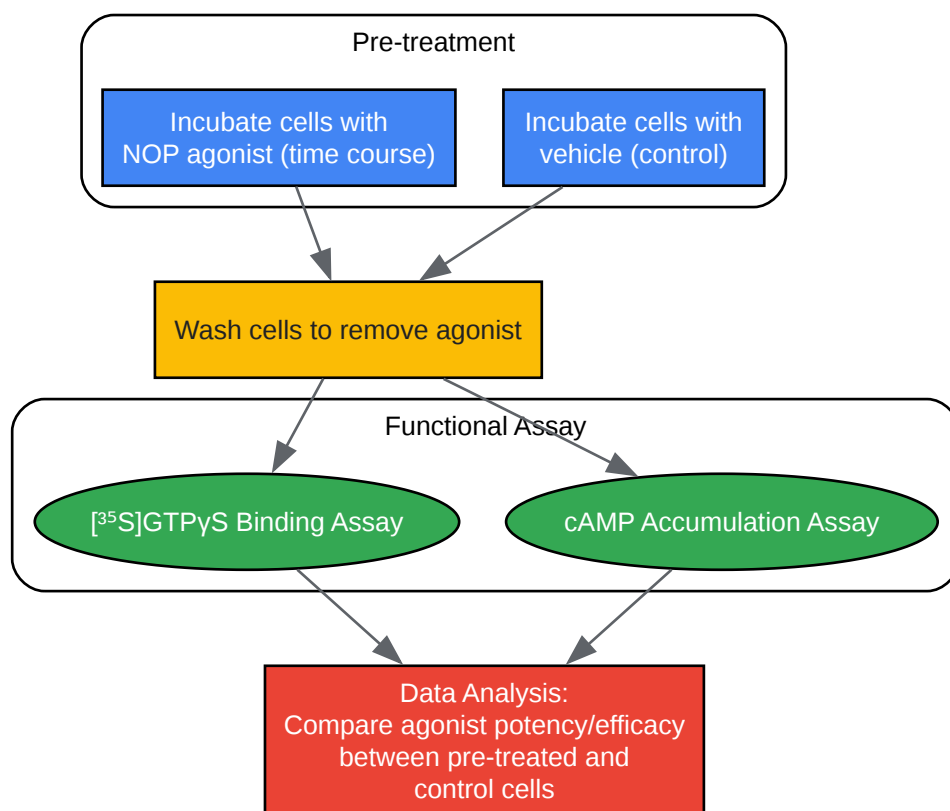 Pre-treatment
Incubate cells with
NOP agonist (time course)
Incubate cells with
vehicle (control)
Wash cells to remove agonist
Functional Assay
[³⁵S]GTPγS Binding Assay
cAMP Accumulation Assay
Data Analysis:
Compare agonist potency/efficacy
between pre-treated and
control cells